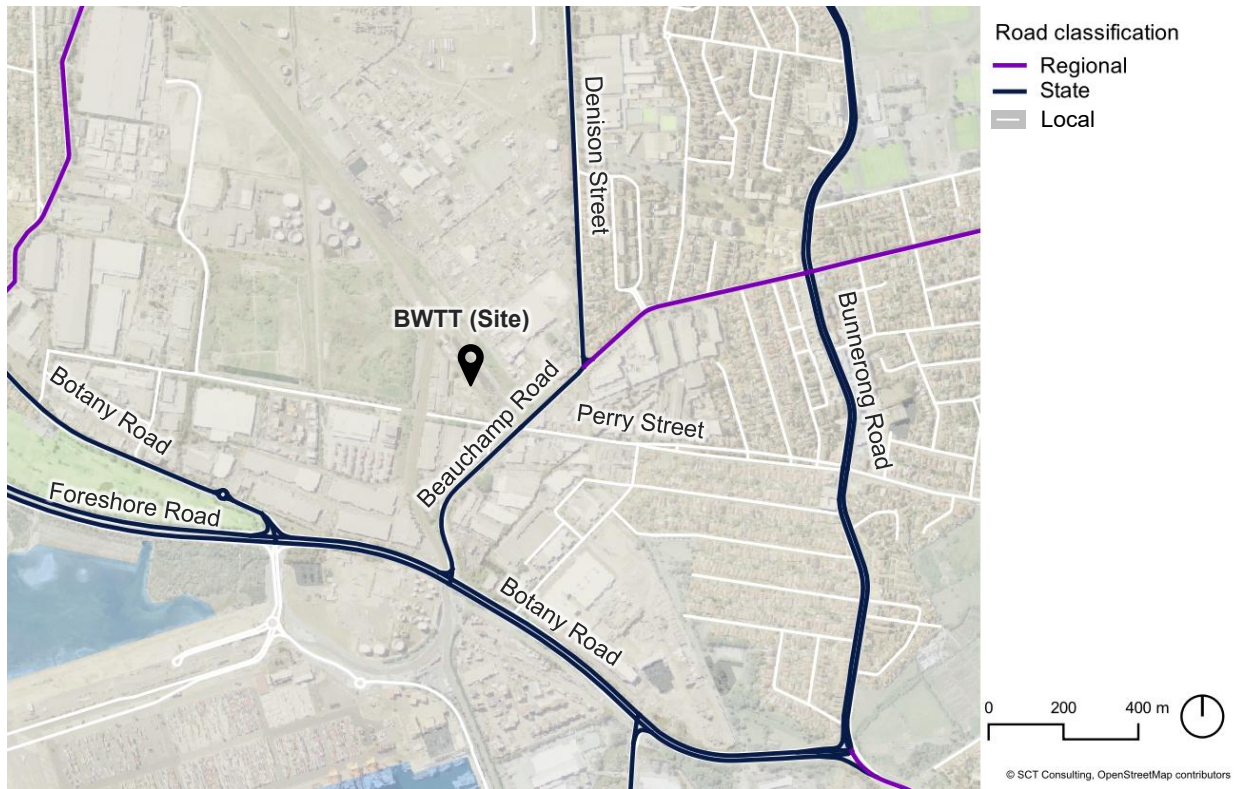 Road classification
Regional
State
Local
Denison Street
BWTT (Site)
Bunnerong Road
Botany Road
Beauchamp Road
Perry Street
Foreshore Road
Botany Road
0 200 400 m
© SCT Consulting, OpenStreetMap contributors